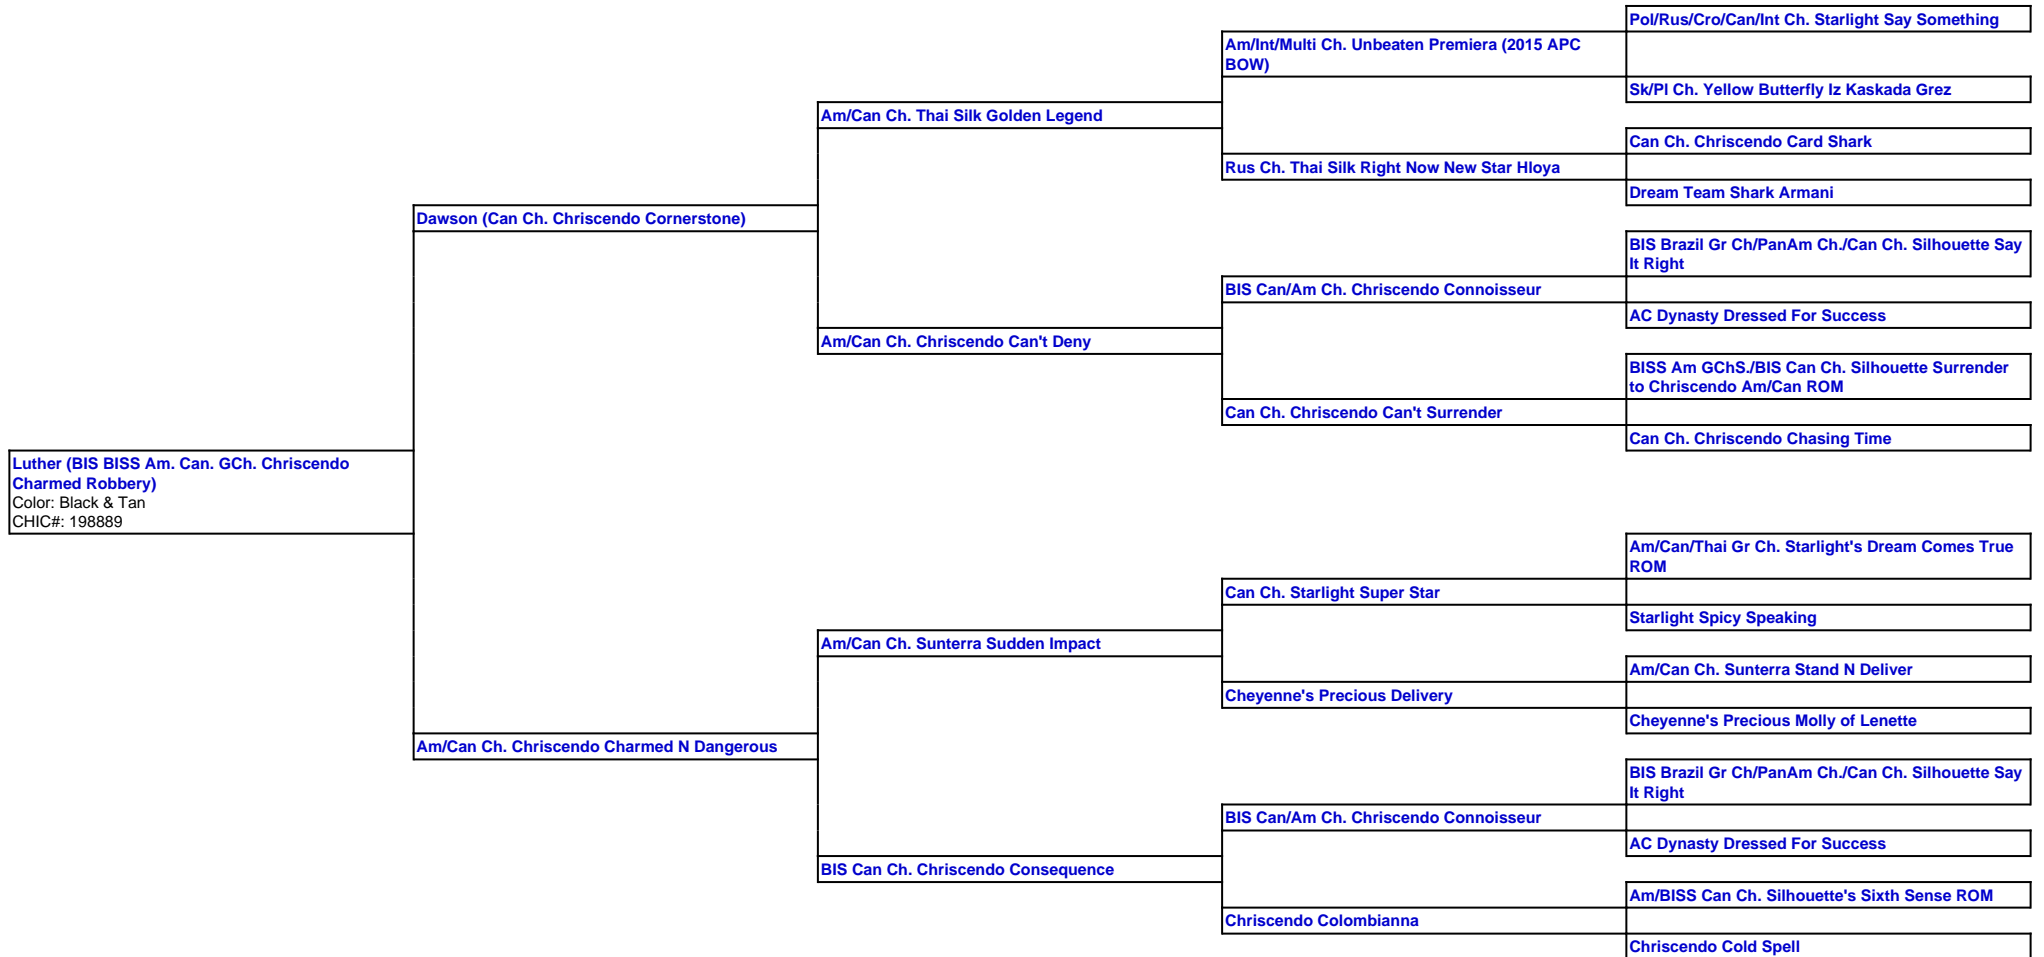 Pol/Rus/Cro/Can/Int Ch. Starlight Say Something
Am/Int/Multi Ch. Unbeaten Premiera (2015 APC
BOW)
Sk/Pl Ch. Yellow Butterfly Iz Kaskada Grez
Am/Can Ch. Thai Silk Golden Legend
Can Ch. Chriscendo Card Shark
Rus Ch. Thai Silk Right Now New Star Hloya
Dream Team Shark Armani
Dawson (Can Ch. Chriscendo Cornerstone)
BIS Brazil Gr Ch/PanAm Ch./Can Ch. Silhouette Say
It Right
BIS Can/Am Ch. Chriscendo Connoisseur
AC Dynasty Dressed For Success
Am/Can Ch. Chriscendo Can't Deny
BISS Am GChS./BIS Can Ch. Silhouette Surrender
to Chriscendo Am/Can ROM
Can Ch. Chriscendo Can't Surrender
Can Ch. Chriscendo Chasing Time
Luther (BIS BISS Am. Can. GCh. Chriscendo
Charmed Robbery)
Color: Black & Tan
CHIC#: 198889
Am/Can/Thai Gr Ch. Starlight's Dream Comes True
ROM
Can Ch. Starlight Super Star
Starlight Spicy Speaking
Am/Can Ch. Sunterra Sudden Impact
Am/Can Ch. Sunterra Stand N Deliver
Cheyenne's Precious Delivery
Cheyenne's Precious Molly of Lenette
Am/Can Ch. Chriscendo Charmed N Dangerous
BIS Brazil Gr Ch/PanAm Ch./Can Ch. Silhouette Say
It Right
BIS Can/Am Ch. Chriscendo Connoisseur
AC Dynasty Dressed For Success
BIS Can Ch. Chriscendo Consequence
Am/BISS Can Ch. Silhouette's Sixth Sense ROM
Chriscendo Colombianna
Chriscendo Cold Spell